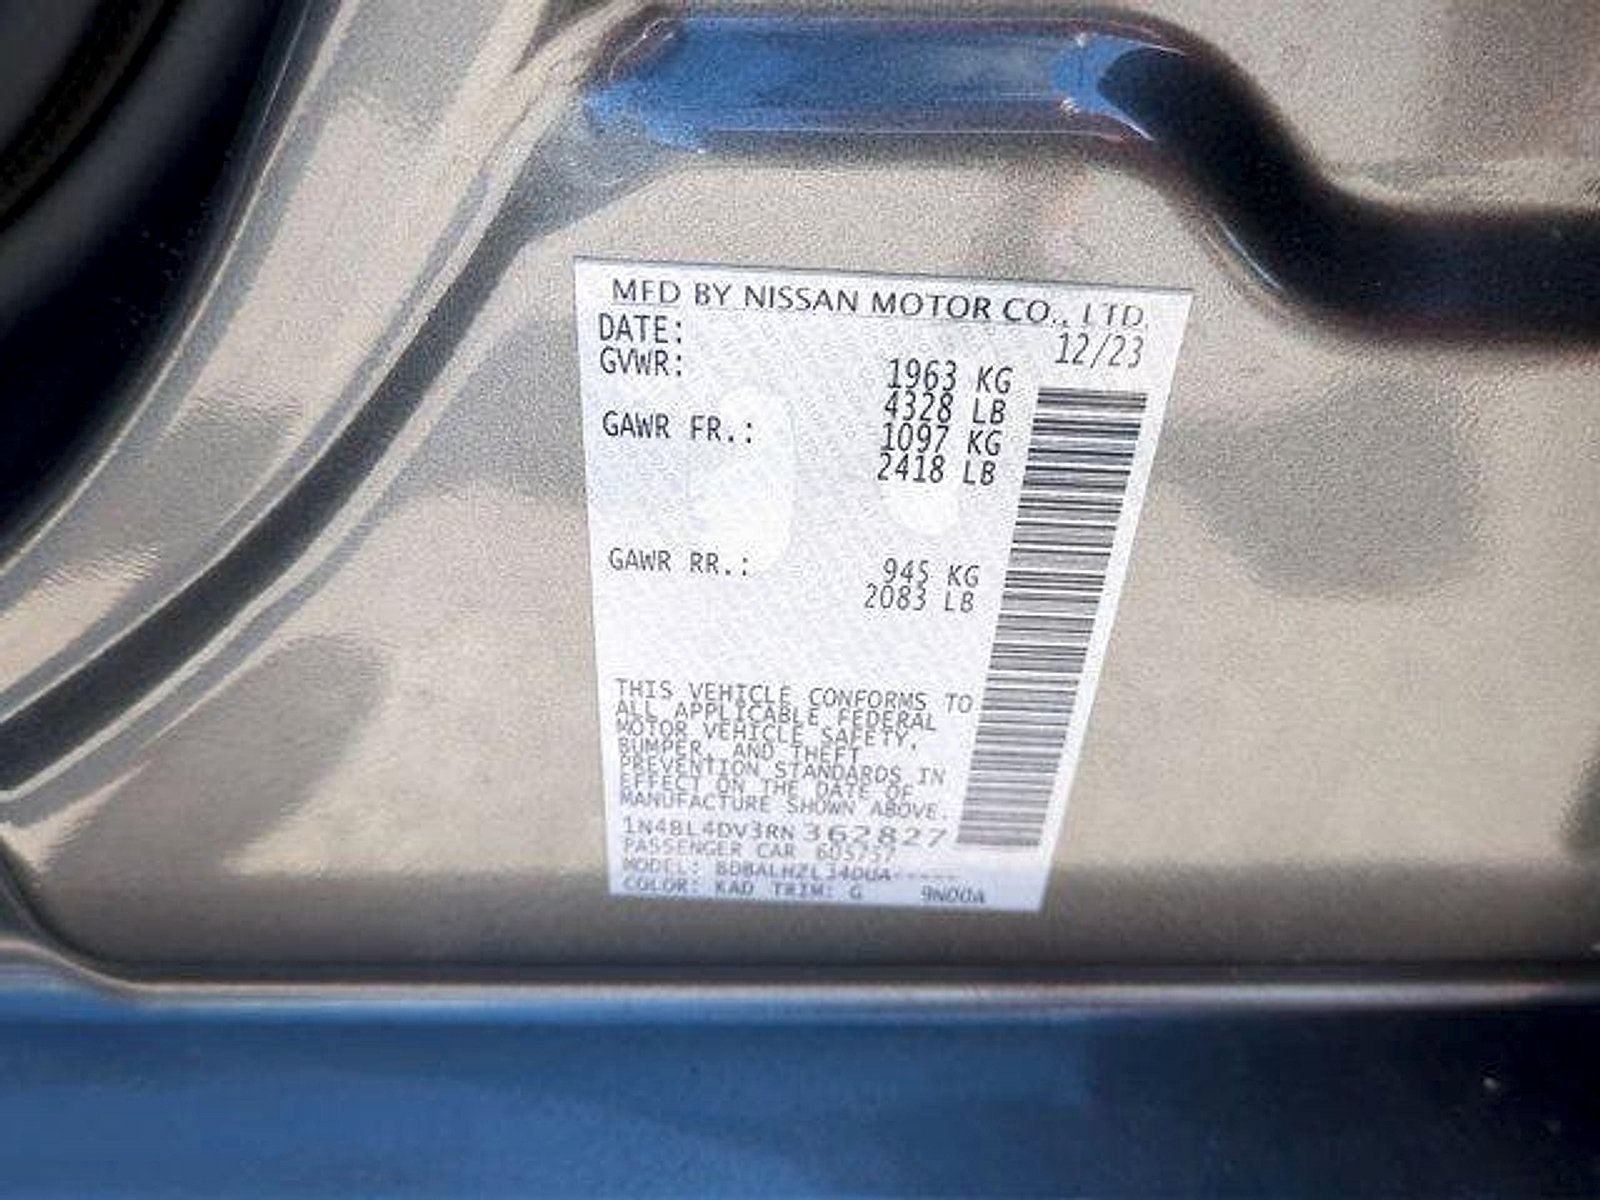 MFD BY NISSAN MOTOR CO., LTD.
DATE: 12/23
GVWR: 1963 KG
4328 LB
GAWR FR.: 1097 KG
2418 LB
GAWR RR.: 945 KG
2083 LB
THIS VEHICLE CONFORMS TO
ALL APPLICABLE FEDERAL
MOTOR VEHICLE SAFETY,
BUMPER, AND THEFT
PREVENTION STANDARDS IN
EFFECT ON THE DATE OF
MANUFACTURE SHOWN ABOVE.
1N4BL4DV3RN362827
PASSENGER CAR 605757
MODEL:
COLOR: KAD TRIM: G 9N00A